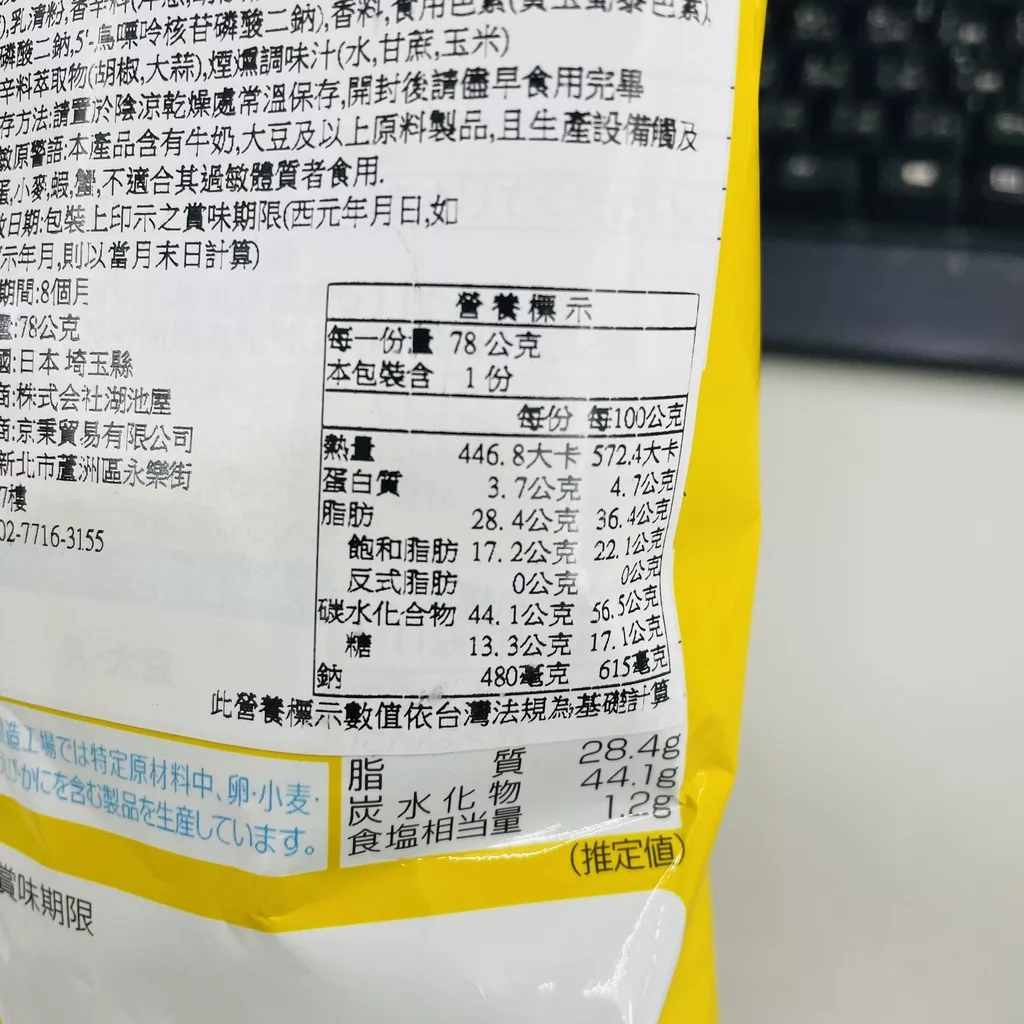 ,乳清粉,香辛料
磷酸二鈉,5'-鳥嘌呤核苷磷酸二鈉),香料,食用色素
辛料萃取物(胡椒,大蒜),煙燻調味汁(水,甘蔗,玉米)
存方法:請置於陰涼乾燥處常溫保存,開封後請儘早食用完畢
敏原警語:本產品含有牛奶,大豆及以上原料製品,且生產設備觸及
蛋,小麥,蝦,蟹,不適合其過敏體質者食用.
日期:包裝上印示之賞味期限(西元年月日,如
示年月,則以當月末日計算)
期間:8個月
量:78公克
國:日本 埼玉縣
商:株式会社湖池屋
商:京秉貿易有限公司
新北市蘆洲區永樂街
7樓
02-7716-3155
營養標示
每一份量 78 公克
本包裝含 1 份
每份 每100公克
熱量 446.8大卡 572.4大卡
蛋白質 3.7公克 4.7公克
脂肪 28.4公克 36.4公克
飽和脂肪 17.2公克 22.1公克
反式脂肪 0公克 0公克
碳水化合物 44.1公克 56.5公克
糖 13.3公克 17.1公克
鈉 480毫克 615毫克
此營養標示數值依台灣法規為基礎計算
造工場では特定原材料中、卵・小麦・
えび・かにを含む製品を生産しています。
脂質 28.4g
炭水化物 44.1g
食塩相当量 1.2g
(推定値)
賞味期限